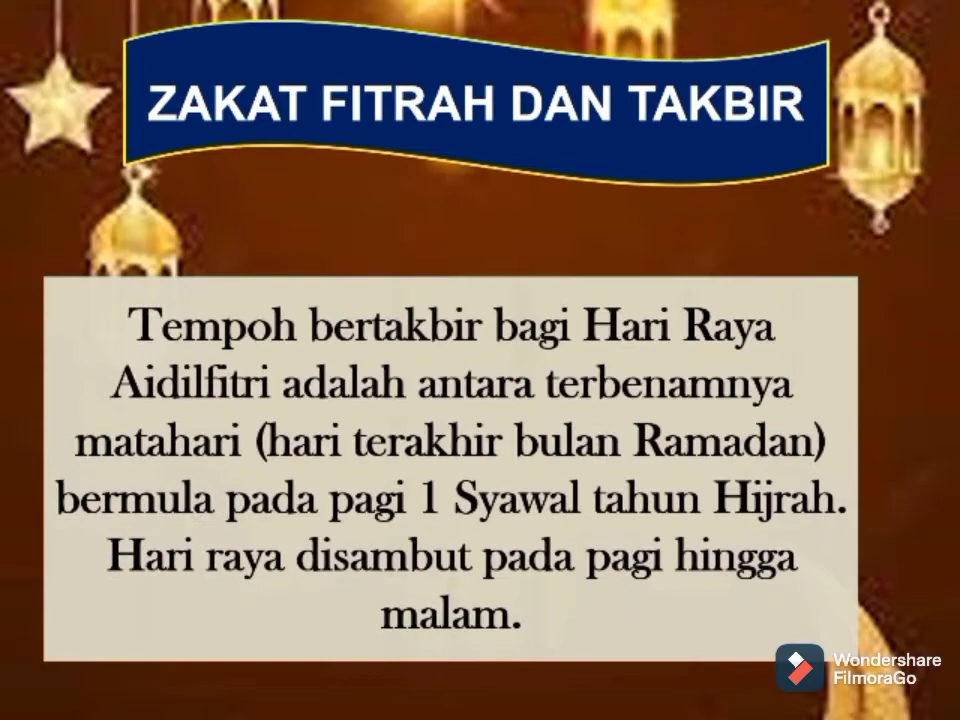 ZAKAT FITRAH DAN TAKBIR
Tempoh bertakbir bagi Hari Raya
Aidilfitri adalah antara terbenamnya
matahari (hari terakhir bulan Ramadan)
bermula pada pagi 1 Syawal tahun Hijrah.
Hari raya disambut pada pagi hingga
malam.
Wondershare
FilmoraGo